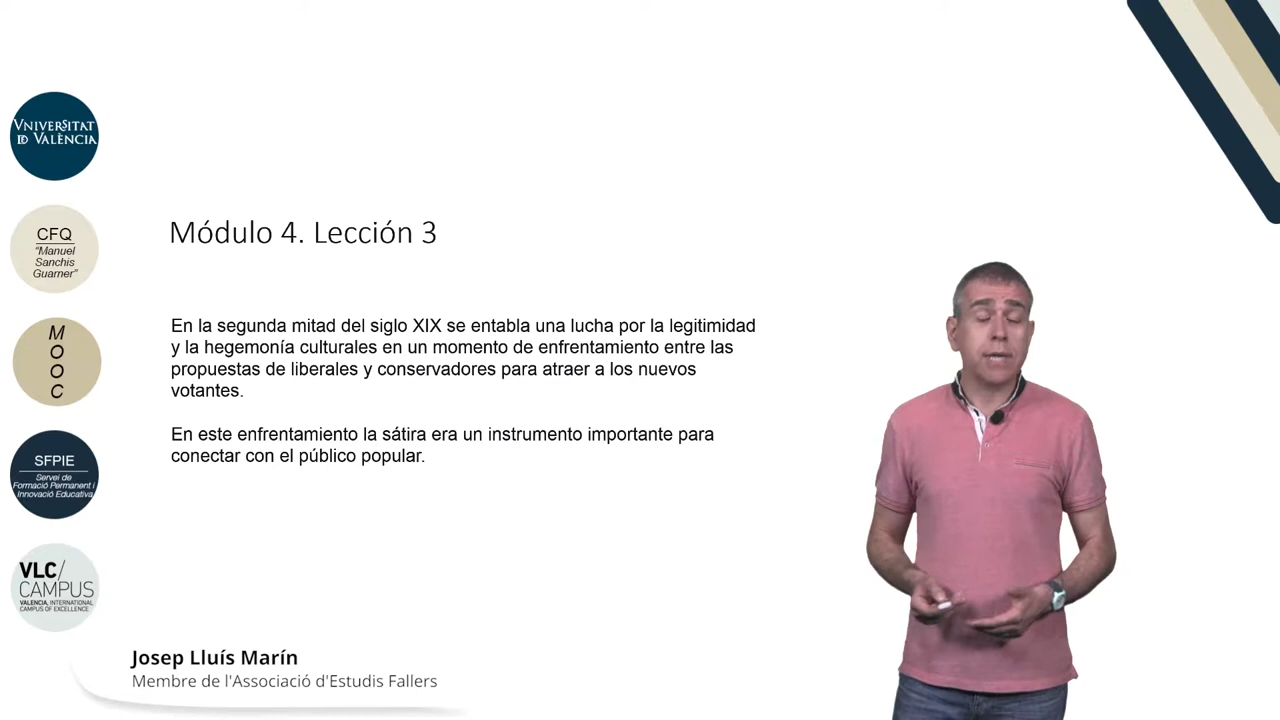 VNIVERSITAT
DE VALÈNCIA
CFQ
"Manuel
Sanchis
Guarner"
M
O
O
C
SFPIE
Servei de
Formació Permanent i
Innovació Educativa
VLC/
CAMPUS
VALENCIA, INTERNATIONAL
CAMPUS OF EXCELLENCE
Módulo 4. Lección 3
En la segunda mitad del siglo XIX se entabla una lucha por la legitimidad
y la hegemonía culturales en un momento de enfrentamiento entre las
propuestas de liberales y conservadores para atraer a los nuevos
votantes.
En este enfrentamiento la sátira era un instrumento importante para
conectar con el público popular.
Josep Lluís Marín
Membre de l'Associació d'Estudis Fallers